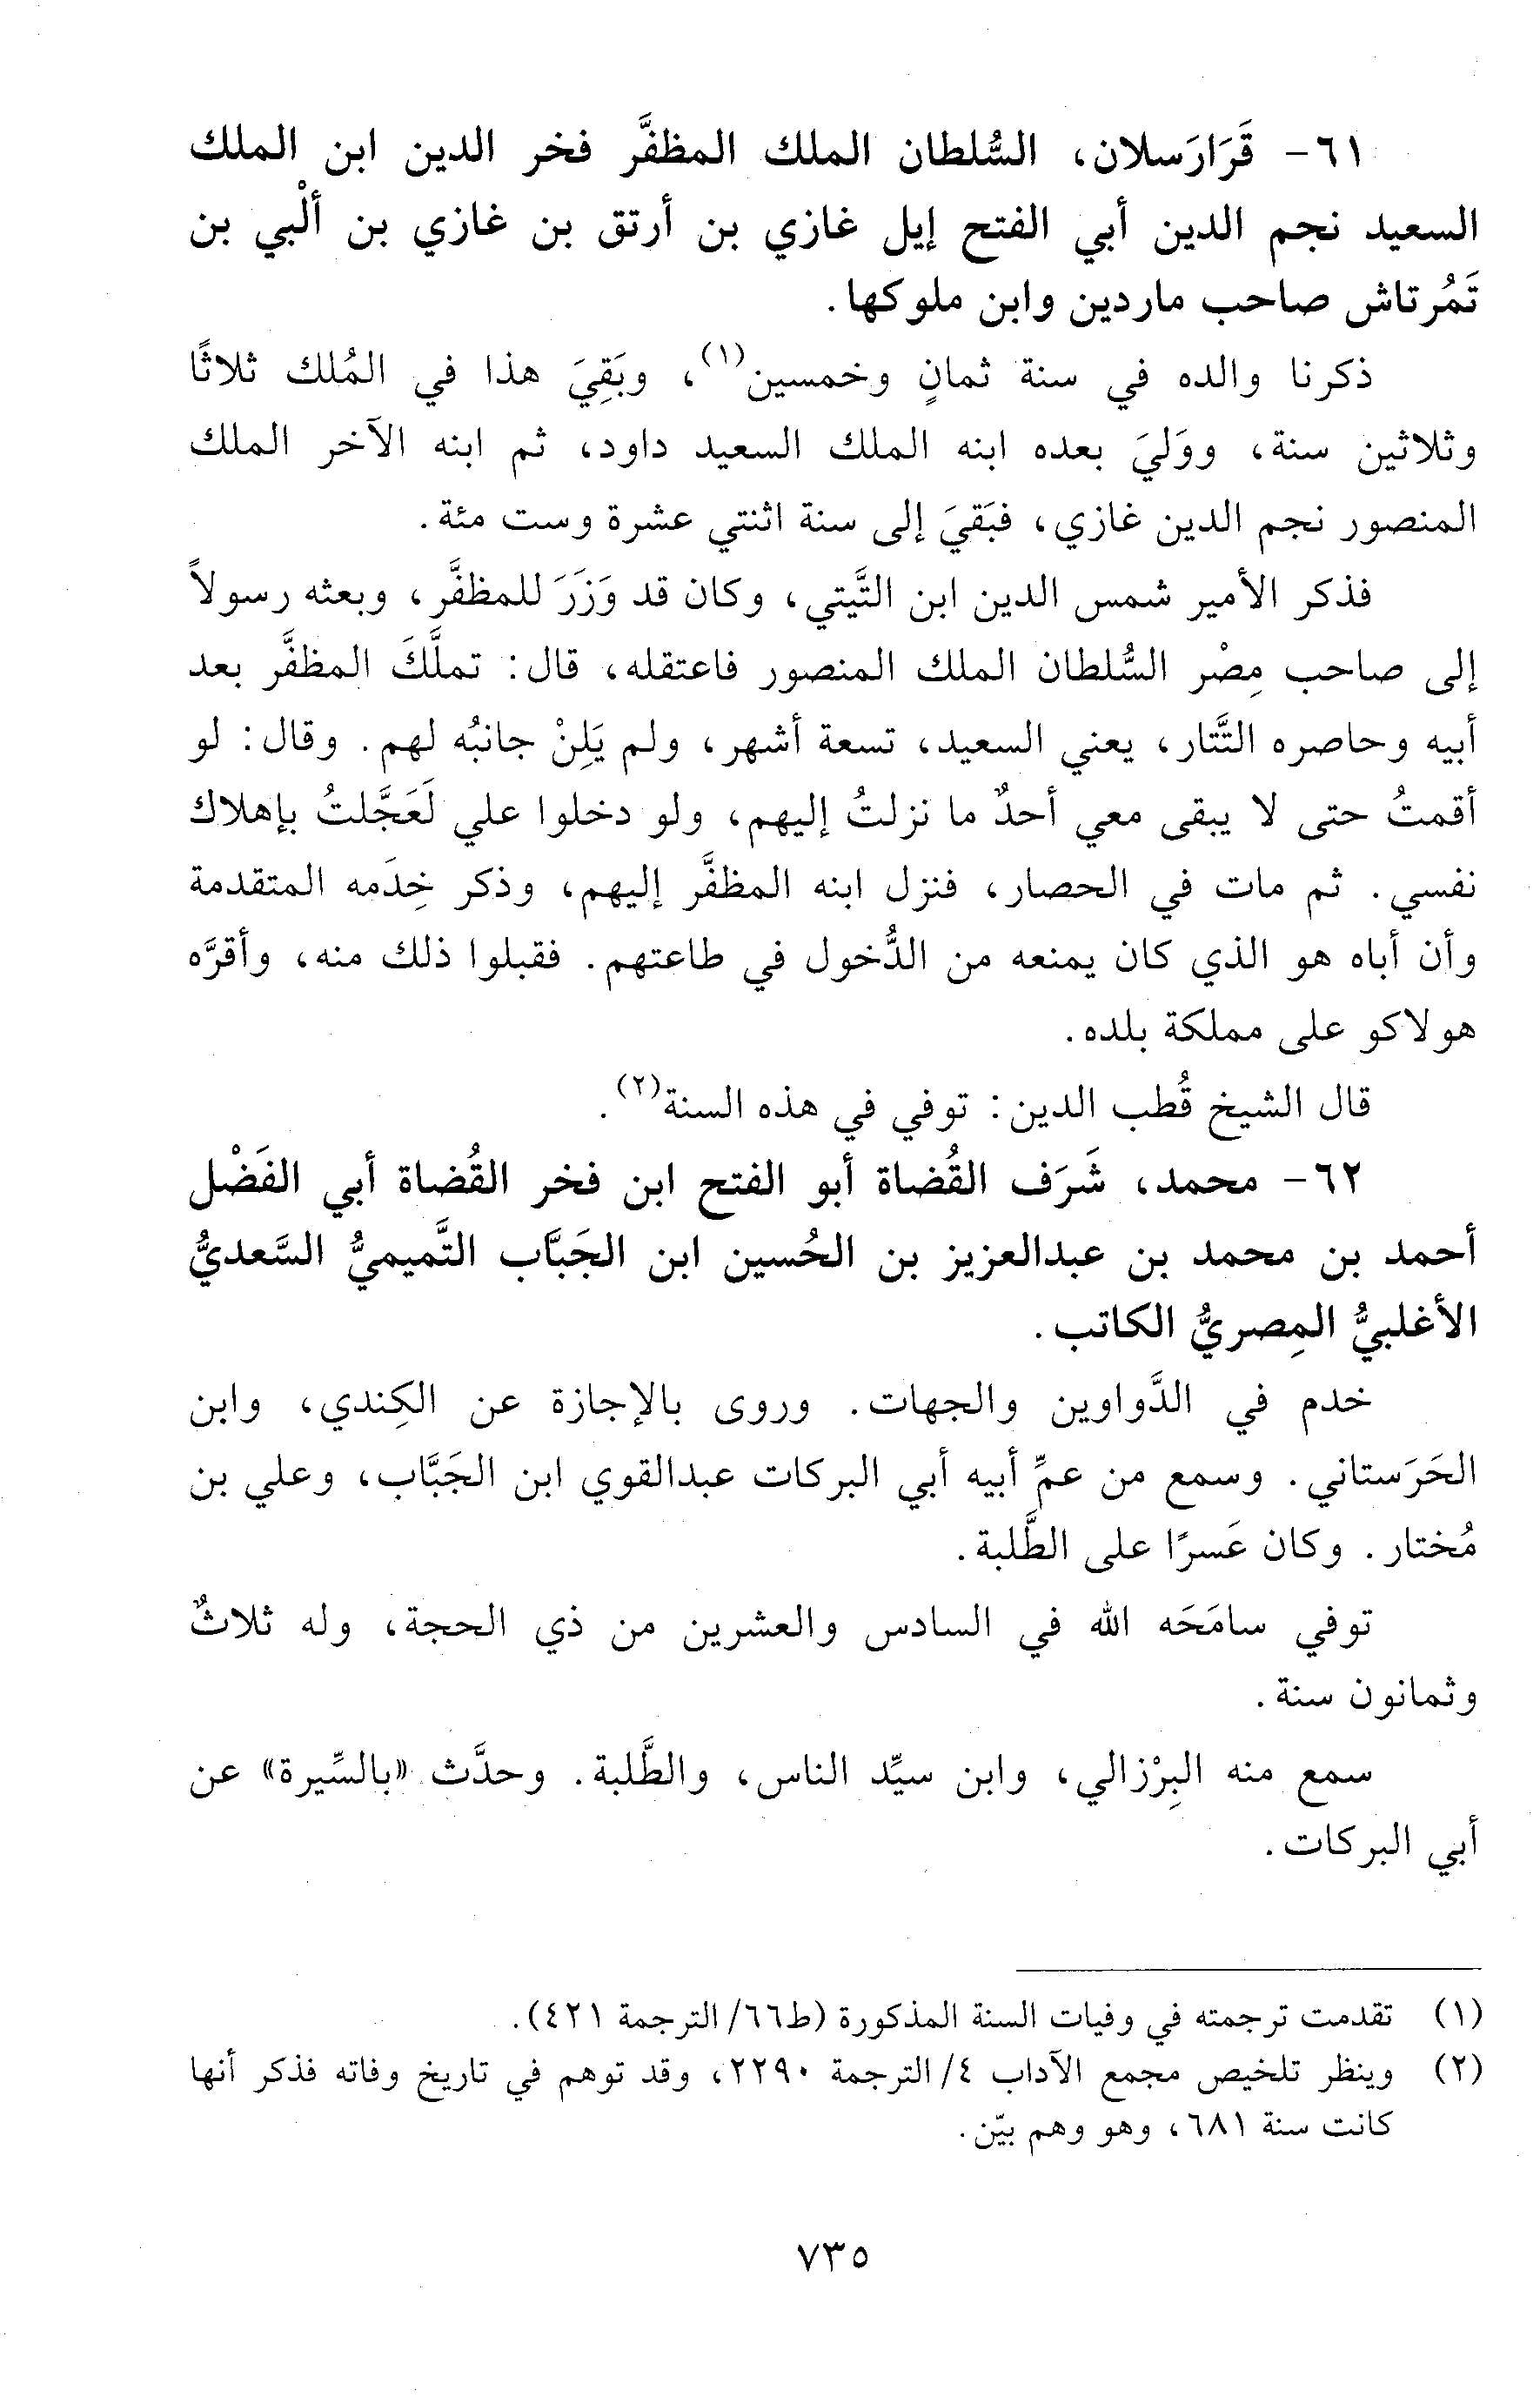 ٦١- قَرَارَسلان، السُّلطان الملك المظفَّر فخر الدين ابن الملك
السعيد نجم الدين أبي الفتح إيل غازي بن أرتق بن غازي بن ألْبي بن
تَمُرتاش صاحب ماردين وابن ملوكها.
ذكرنا والده في سنة ثمانٍ وخمسين(١)، وبَقِيَ هذا في المُلك ثلاثًا
وثلاثين سنة، ووَليَ بعده ابنه الملك السعيد داود، ثم ابنه الآخر الملك
المنصور نجم الدين غازي، فبَقيَ إلى سنة اثنتي عشرة وست مئة.
فذكر الأمير شمس الدين ابن التَّيتي، وكان قد وَزَرَ للمظفَّر، وبعثه رسولاً
إلى صاحب مِصْر السُّلطان الملك المنصور فاعتقله، قال: تملَّكَ المظفَّر بعد
أبيه وحاصره التَّتار، يعني السعيد، تسعة أشهر، ولم يَلِنْ جانبُه لهم. وقال: لو
أقمتُ حتى لا يبقى معي أحدٌ ما نزلتُ إليهم، ولو دخلوا علي لَعَجَّلتُ بإهلاك
نفسي. ثم مات في الحصار، فنزل ابنه المظفَّر إليهم، وذكر خِدَمه المتقدمة
وأن أباه هو الذي كان يمنعه من الدُّخول في طاعتهم. فقبلوا ذلك منه، وأقرَّه
هولاكو على مملكة بلده.
قال الشيخ قُطب الدين: توفي في هذه السنة(٢).
٦٢- محمد، شَرَف القُضاة أبو الفتح ابن فخر القُضاة أبي الفَضْل
أحمد بن محمد بن عبدالعزيز بن الحُسين ابن الجَبَّاب التَّميميُّ السَّعديُّ
الأغلبيُّ المِصريُّ الكاتب.
خدم في الدَّواوين والجهات. وروى بالإجازة عن الكِندي، وابن
الحَرَستاني. وسمع من عمِّ أبيه أبي البركات عبدالقوي ابن الجَبَّاب، وعلي بن
مُختار. وكان عَسرًا على الطَّلبة.
توفي سامَحَه الله في السادس والعشرين من ذي الحجة، وله ثلاثٌ
وثمانون سنة.
سمع منه البِرْزالي، وابن سيِّد الناس، والطَّلبة. وحدَّث «بالسِّيرة» عن
أبي البركات.
(١) تقدمت ترجمته في وفيات السنة المذكورة (ط٦٦/ الترجمة ٤٢١).
(٢) وينظر تلخيص مجمع الآداب ٤/ الترجمة ٢٢٩٠، وقد توهم في تاريخ وفاته فذكر أنها
كانت سنة ٦٨١، وهو وهم بيّن.
٧٣٥